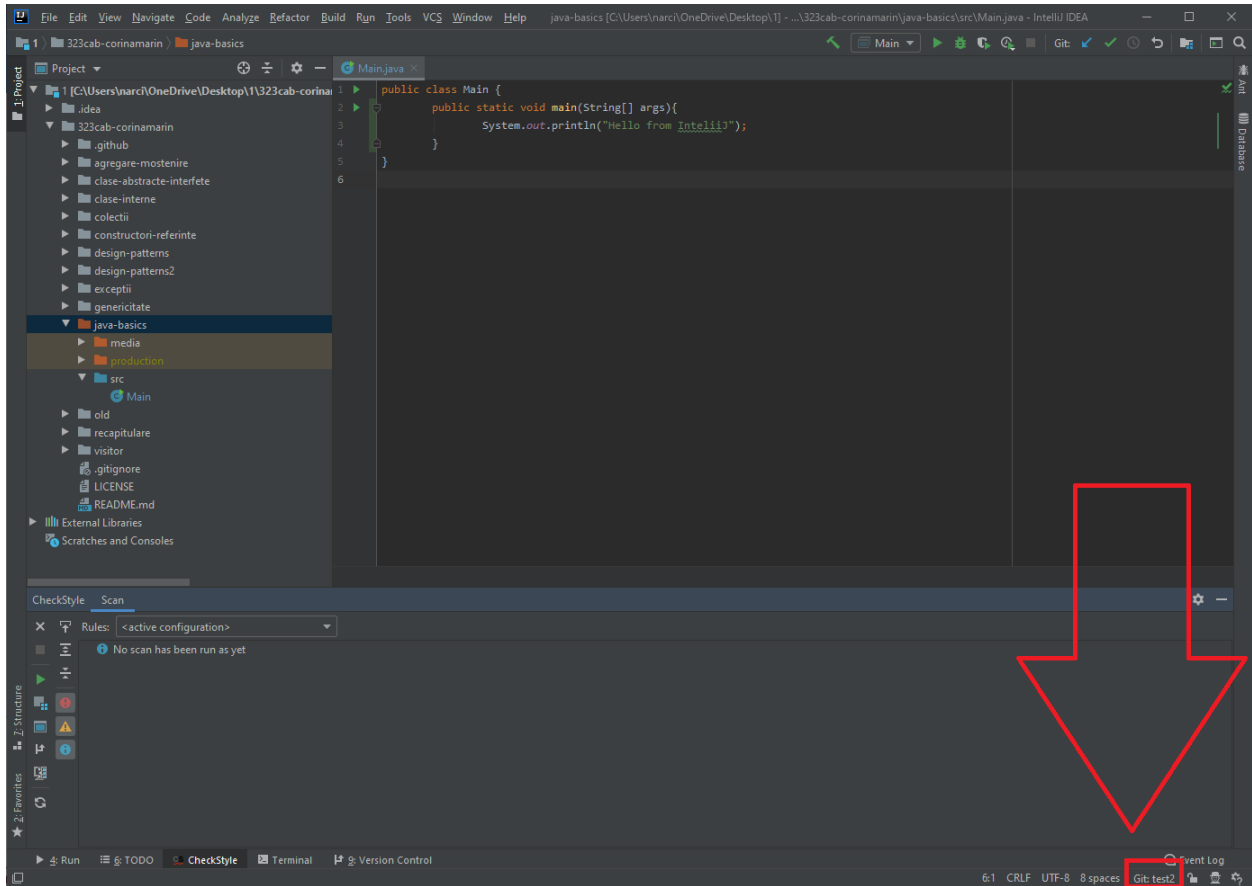 File Edit View Navigate Code Analyze Refactor Build Run Tools VCS Window Help java-basics [C:\Users\narci\OneDrive\Desktop\1] - ...\323cab-corinamarin\java-basics\src\Main.java - IntelliJ IDEA
1 323cab-corinamarin java-basics Main Git:
1: Project
Project
Main.java
1 [C:\Users\narci\OneDrive\Desktop\1\323cab-corinar
.idea
323cab-corinamarin
.github
agregare-mostenire
clase-abstracte-interfete
clase-interne
colectii
constructori-referinte
design-patterns
design-patterns2
exceptii
genericitate
java-basics
media
production
src
Main
old
recapitulare
visitor
.gitignore
LICENSE
README.md
External Libraries
Scratches and Consoles
1 public class Main {
2 public static void main(String[] args){
3 System.out.println("Hello from InteliiJ");
4 }
5 }
6
Ant
Database
CheckStyle Scan
Rules: <active configuration>
No scan has been run as yet
7: Structure
2: Favorites
4: Run 6: TODO CheckStyle Terminal 9: Version Control Event Log
6:1 CRLF UTF-8 8 spaces Git: test2